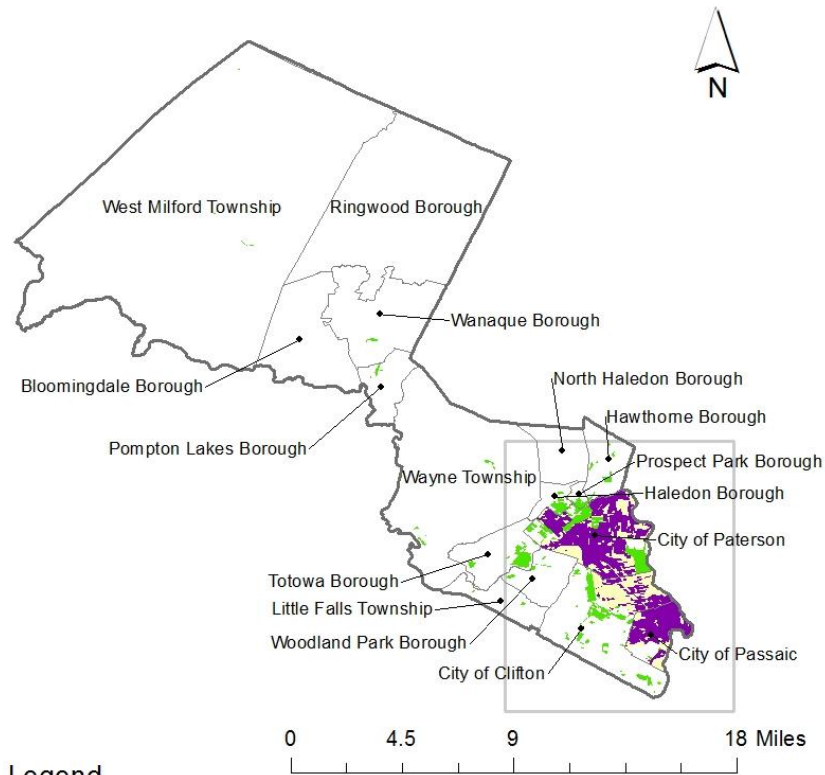 N
West Milford Township
Ringwood Borough
Wanaque Borough
Bloomingdale Borough
North Haledon Borough
Hawthorne Borough
Pompton Lakes Borough
Prospect Park Borough
Wayne Township
Haledon Borough
City of Paterson
Totowa Borough
Little Falls Township
Woodland Park Borough
City of Passaic
City of Clifton
0 4.5 9 18 Miles
Legend